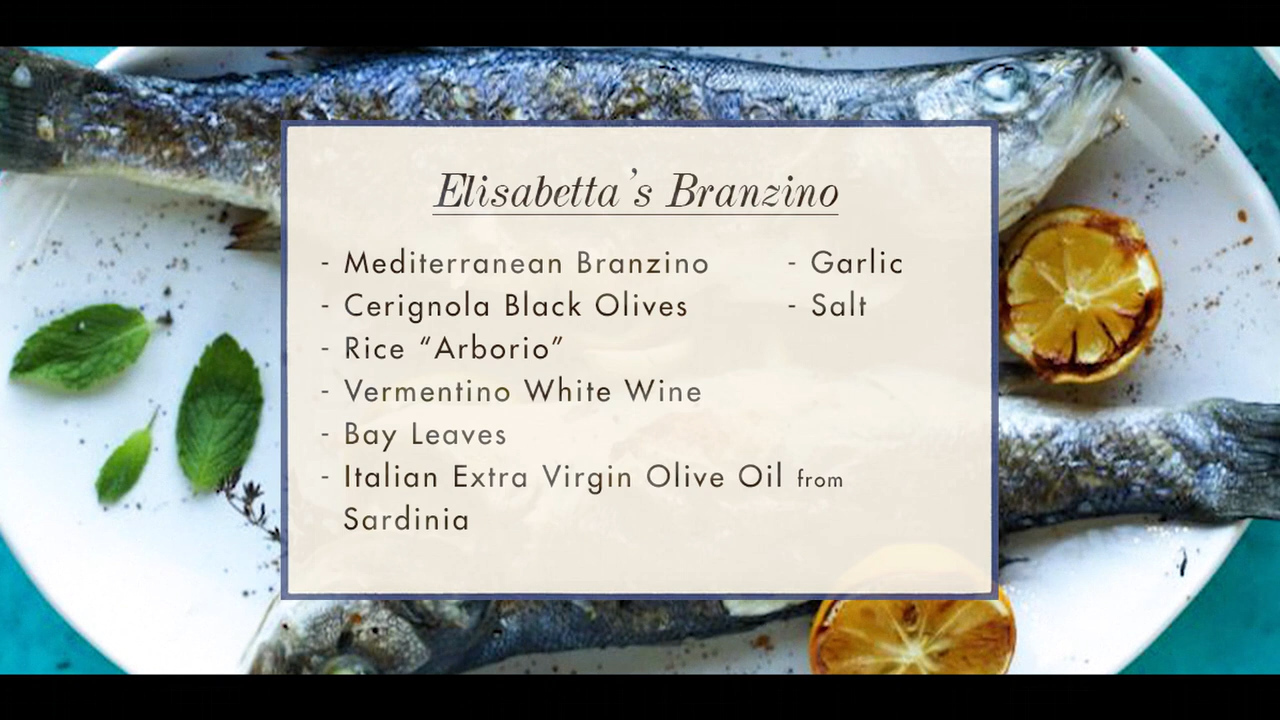 Elisabetta’s Branzino
- Mediterranean Branzino
- Cerignola Black Olives
- Rice “Arborio”
- Vermentino White Wine
- Bay Leaves
- Italian Extra Virgin Olive Oil from
Sardinia
- Garlic
- Salt